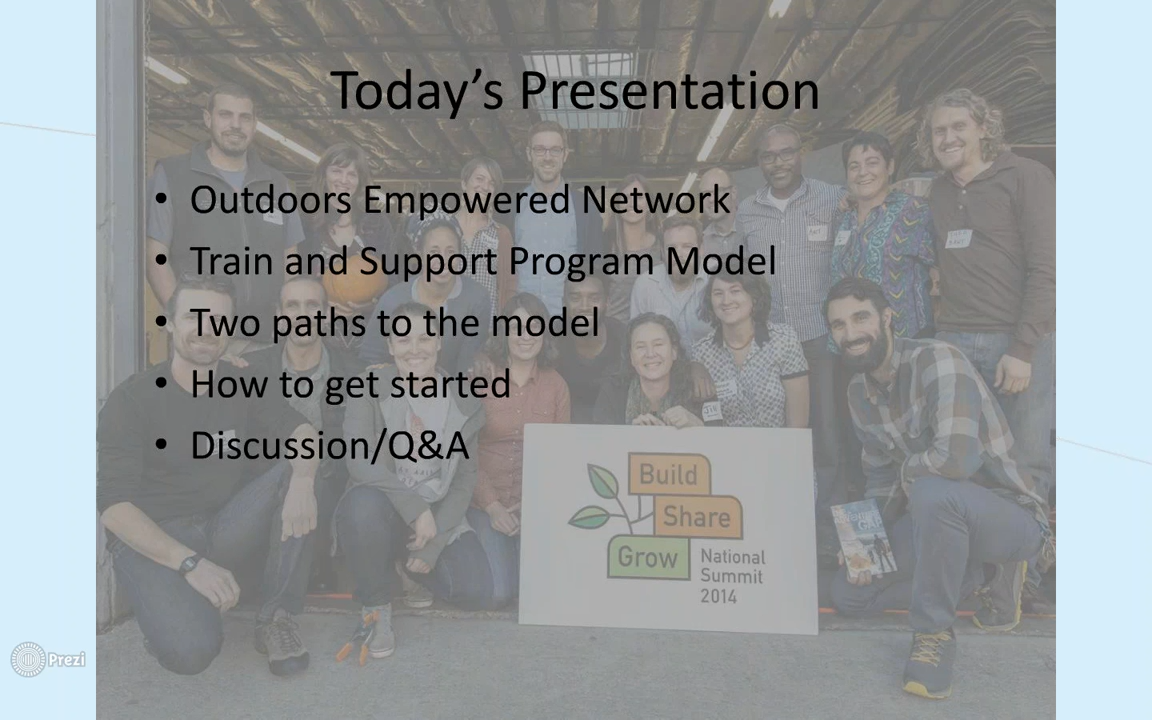 Today’s Presentation
• Outdoors Empowered Network
• Train and Support Program Model
• Two paths to the model
• How to get started
• Discussion/Q&A
Build
Share
Grow
National
Summit
2014
GAP
Prezi